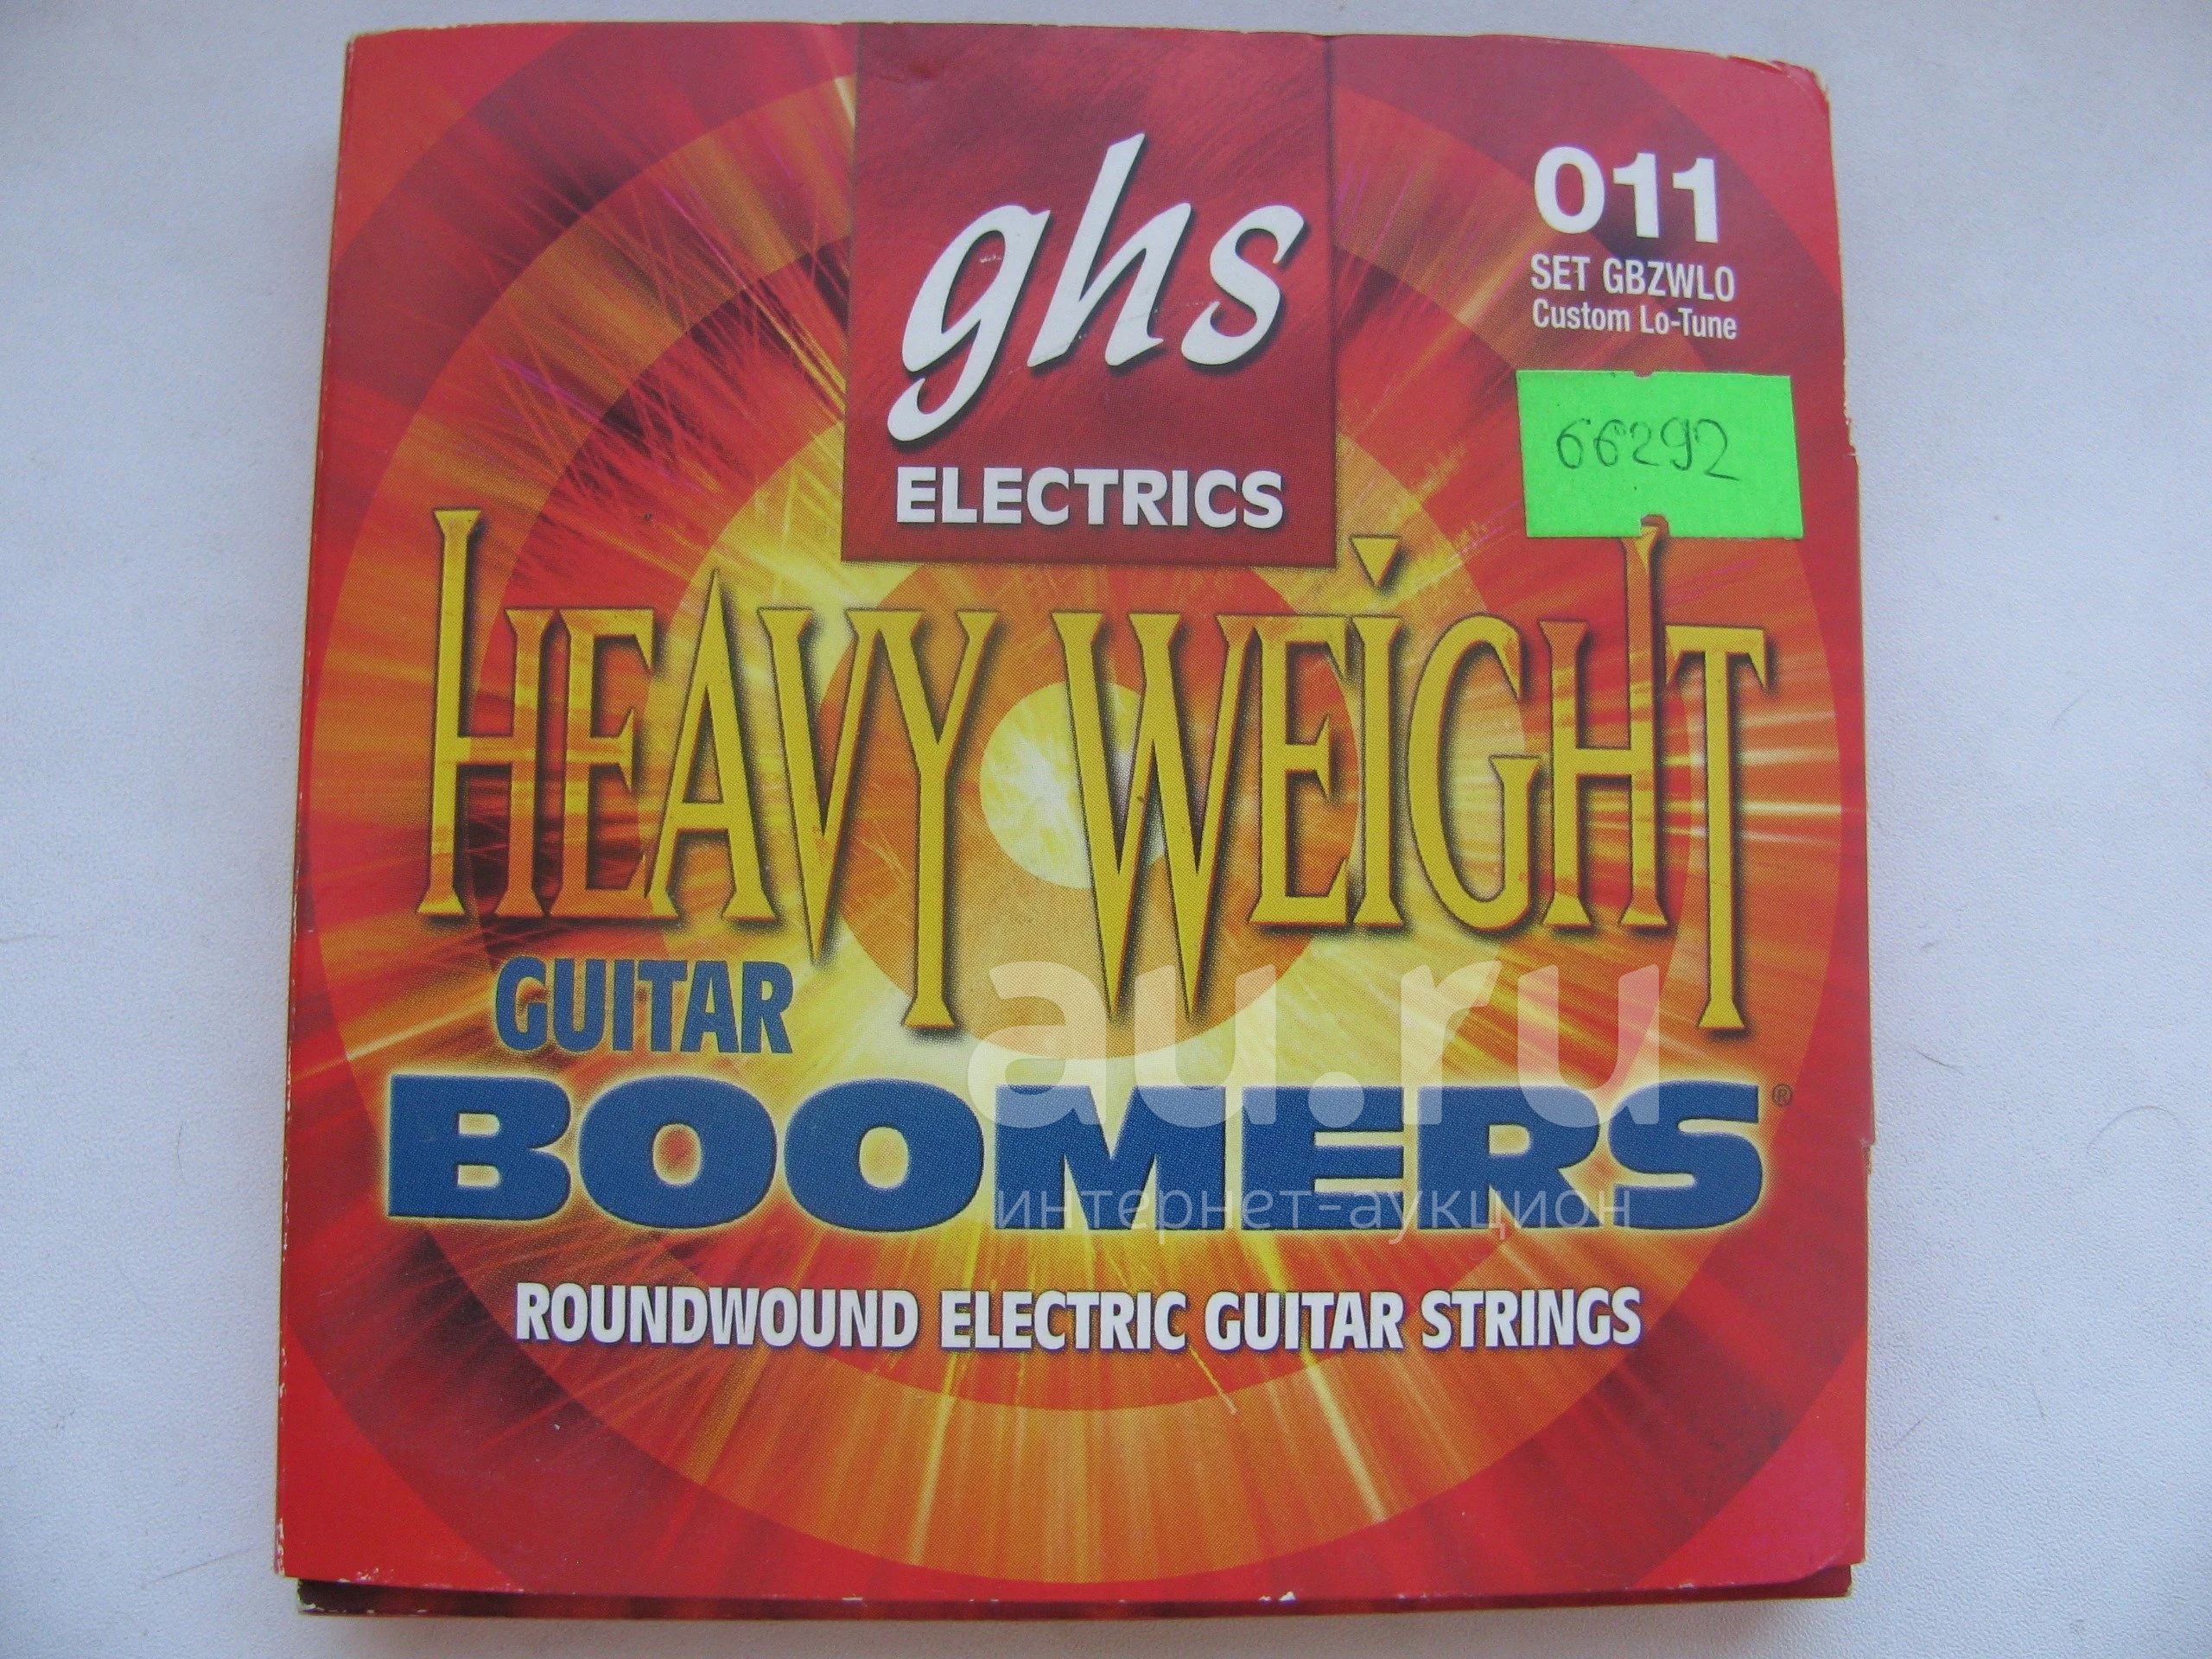 ghs
ELECTRICS
011
SET GBZWLO
Custom Lo-Tune
66292
HEAVY WEIGHT
GUITAR
BOOMERS®
au.ru
интернет-аукцион
ROUNDWOUND ELECTRIC GUITAR STRINGS